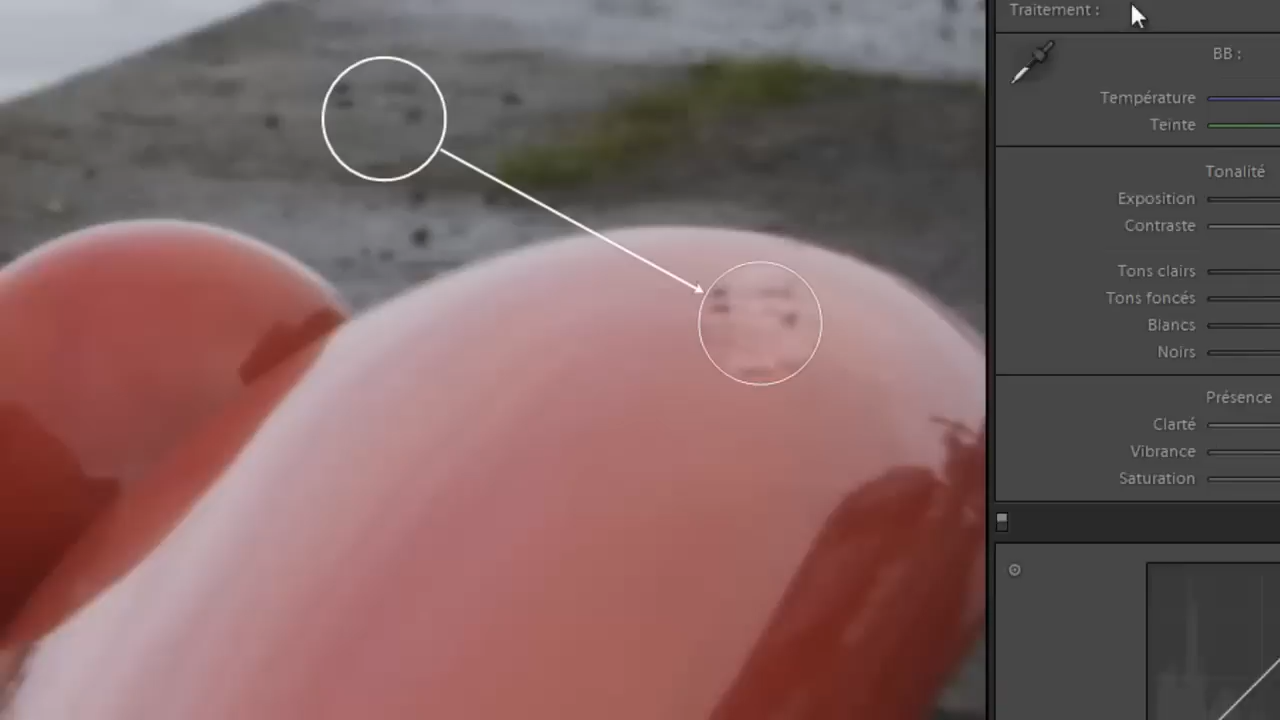 Traitement :
BB :
Température
Teinte
Tonalité
Exposition
Contraste
Tons clairs
Tons foncés
Blancs
Noirs
Présence
Clarté
Vibrance
Saturation